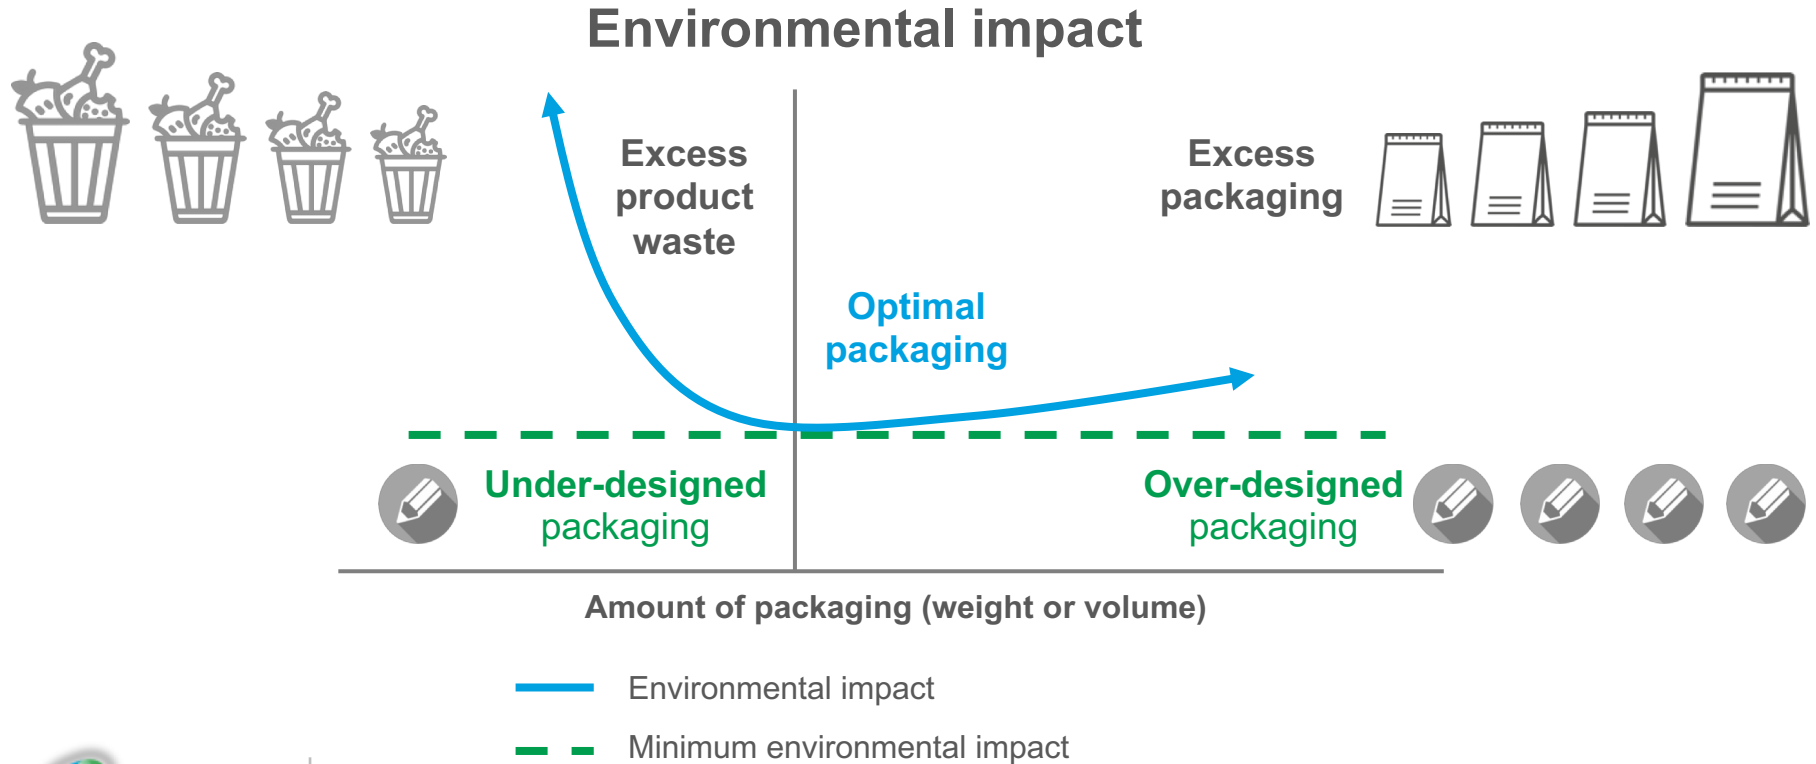 Environmental impact
Excess
product
waste
Excess
packaging
Optimal
packaging
Under-designed
packaging
Over-designed
packaging
Amount of packaging (weight or volume)
Environmental impact
Minimum environmental impact